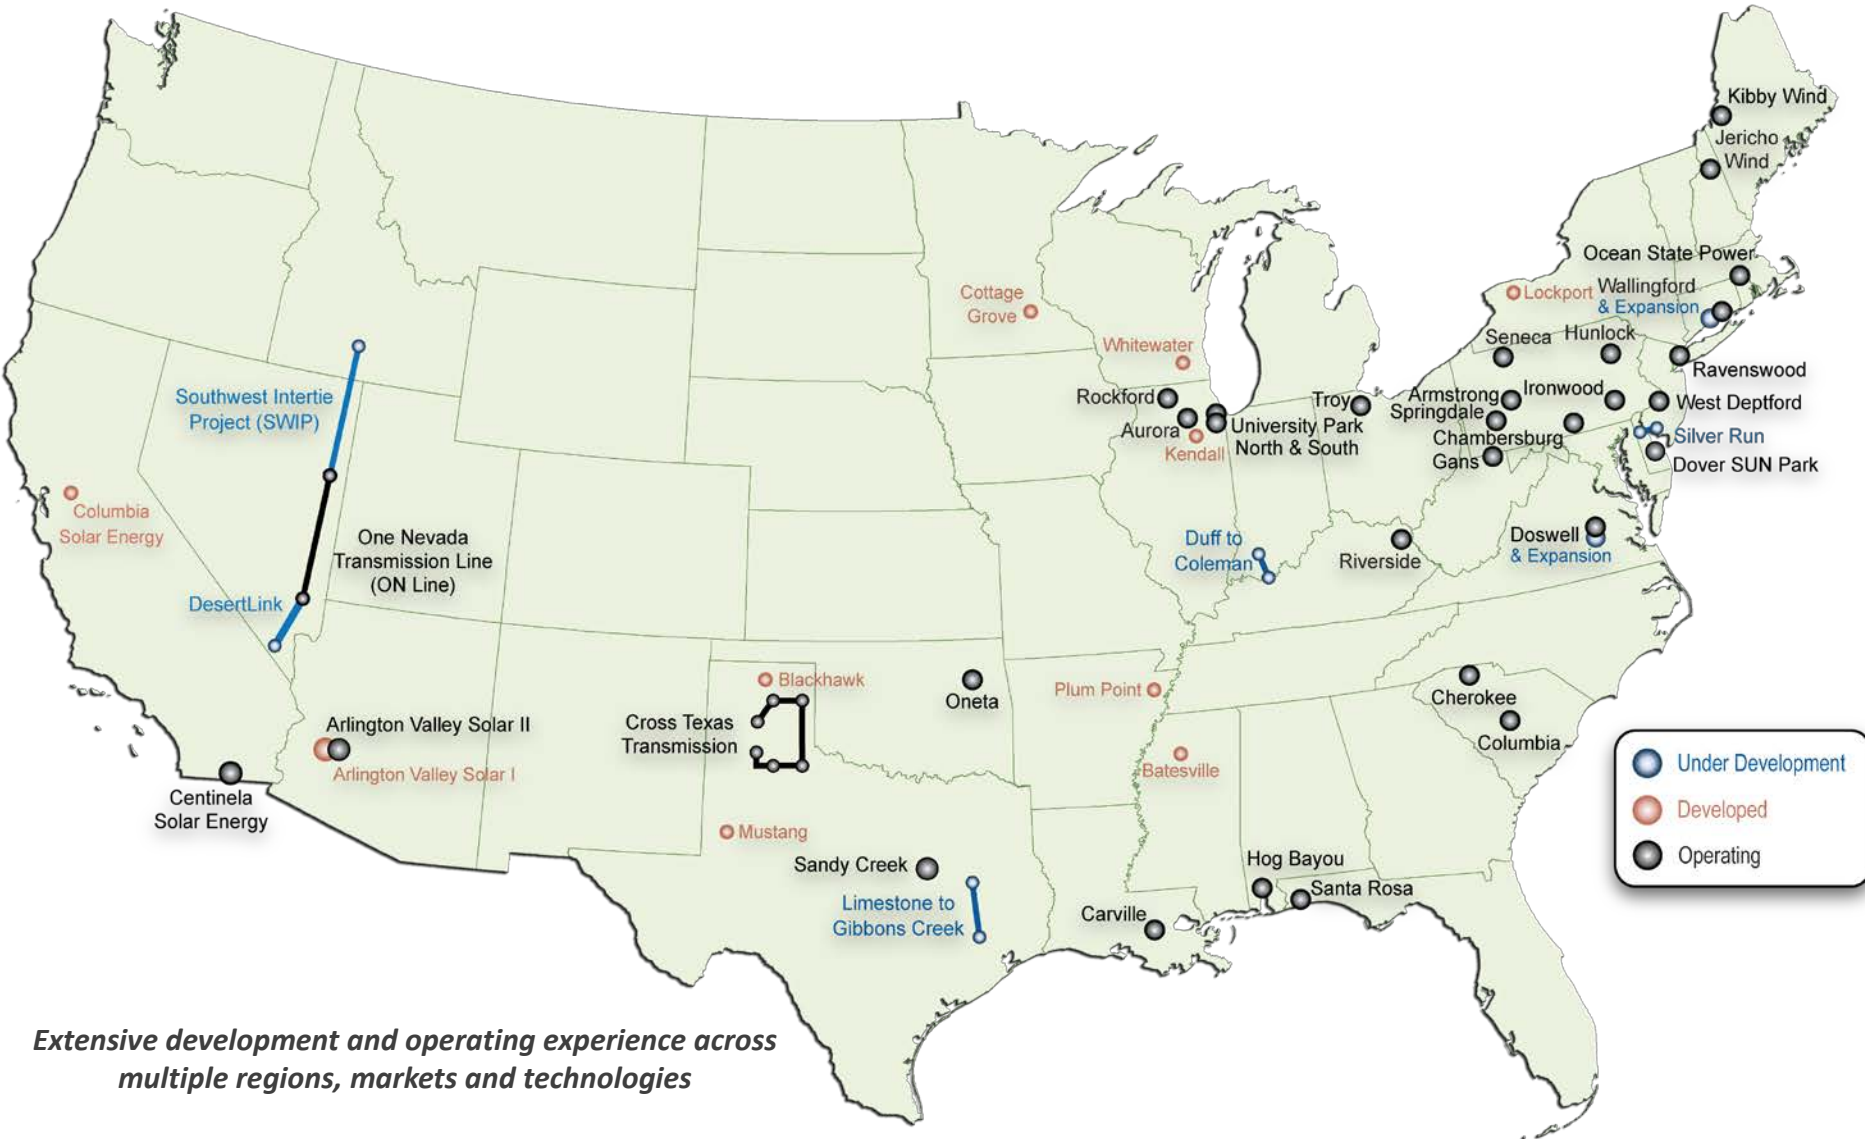 Kibby Wind
Jericho
Wind
Ocean State Power
Wallingford
& Expansion
Lockport
Cottage
Grove
Seneca
Hunlock
Whitewater
Ravenswood
Rockford
Troy
Armstrong
Ironwood
Springdale
West Deptford
Aurora
University Park
North & South
Kendall
Chambersburg
Gans
Silver Run
Dover SUN Park
Southwest Intertie
Project (SWIP)
Columbia
Solar Energy
One Nevada
Transmission Line
(ON Line)
DesertLink
Duff to
Coleman
Riverside
Doswell
& Expansion
Blackhawk
Oneta
Plum Point
Cherokee
Columbia
Cross Texas
Transmission
Arlington Valley Solar II
Arlington Valley Solar I
Batesville
Centinela
Solar Energy
Mustang
Sandy Creek
Limestone to
Gibbons Creek
Carville
Hog Bayou
Santa Rosa
Under Development
Developed
Operating
Extensive development and operating experience across
multiple regions, markets and technologies